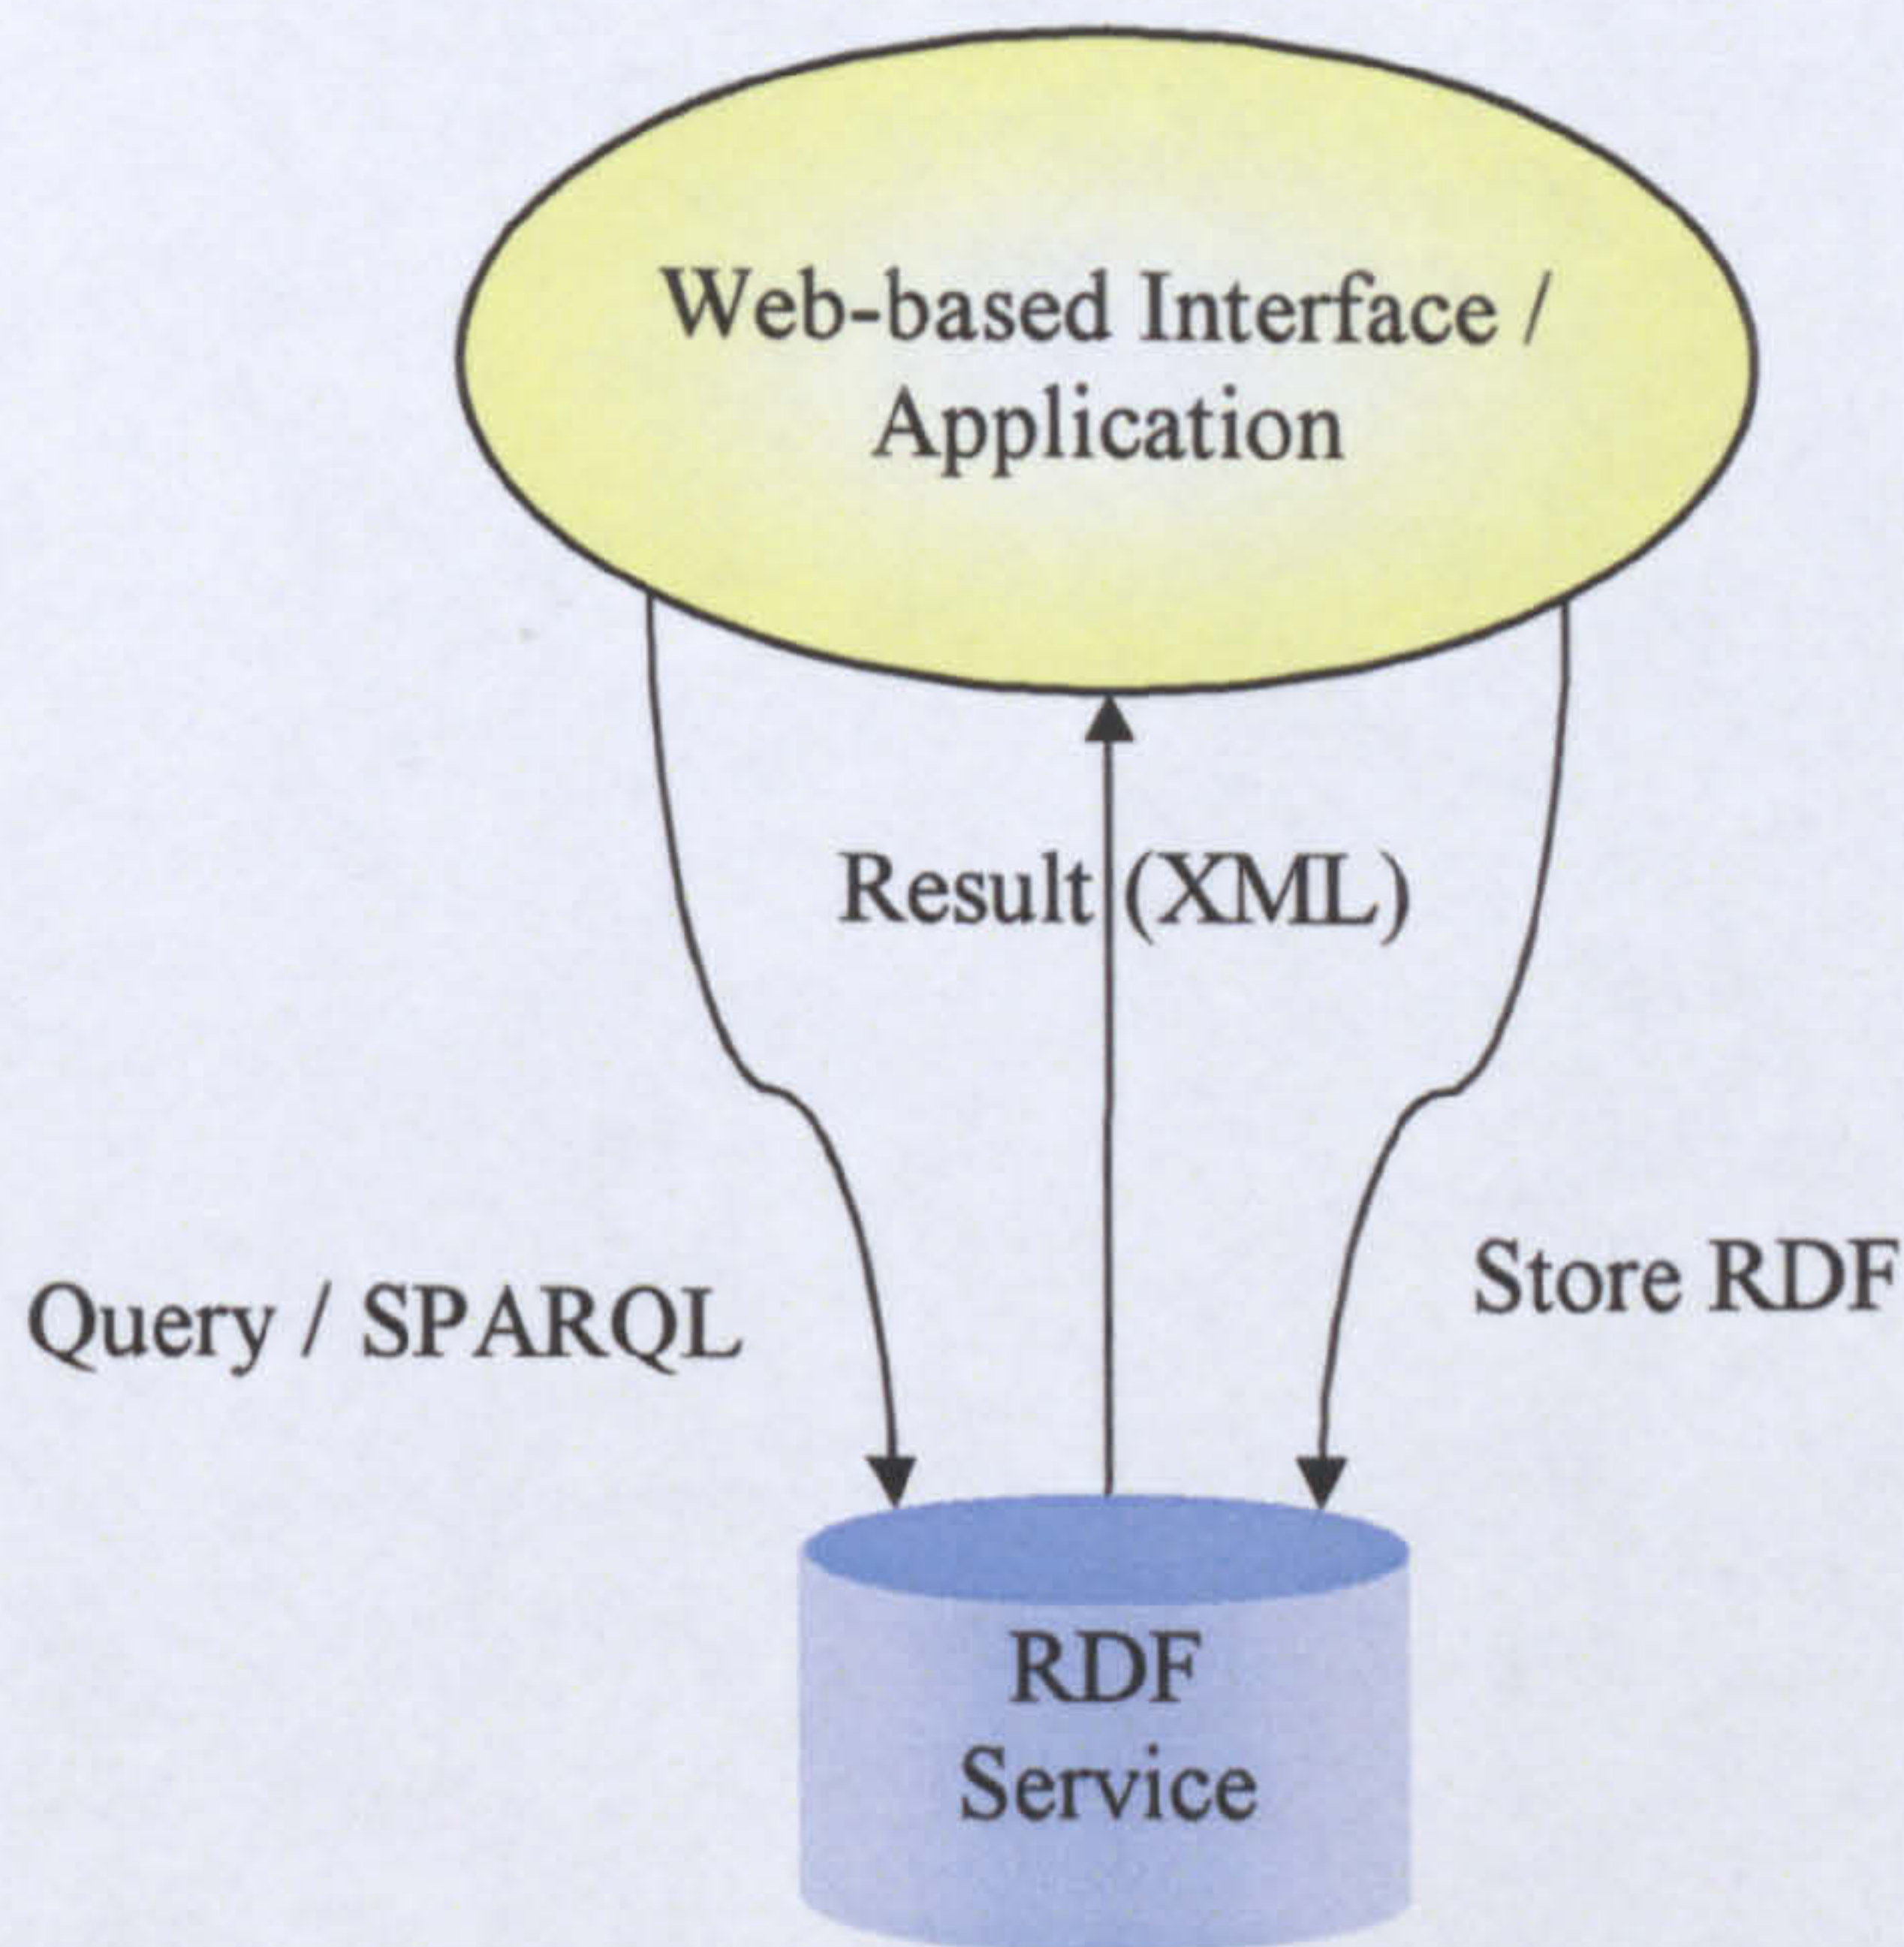 Web-based Interface /
Application
Result (XML)
Query / SPARQL
Store RDF
RDF
Service